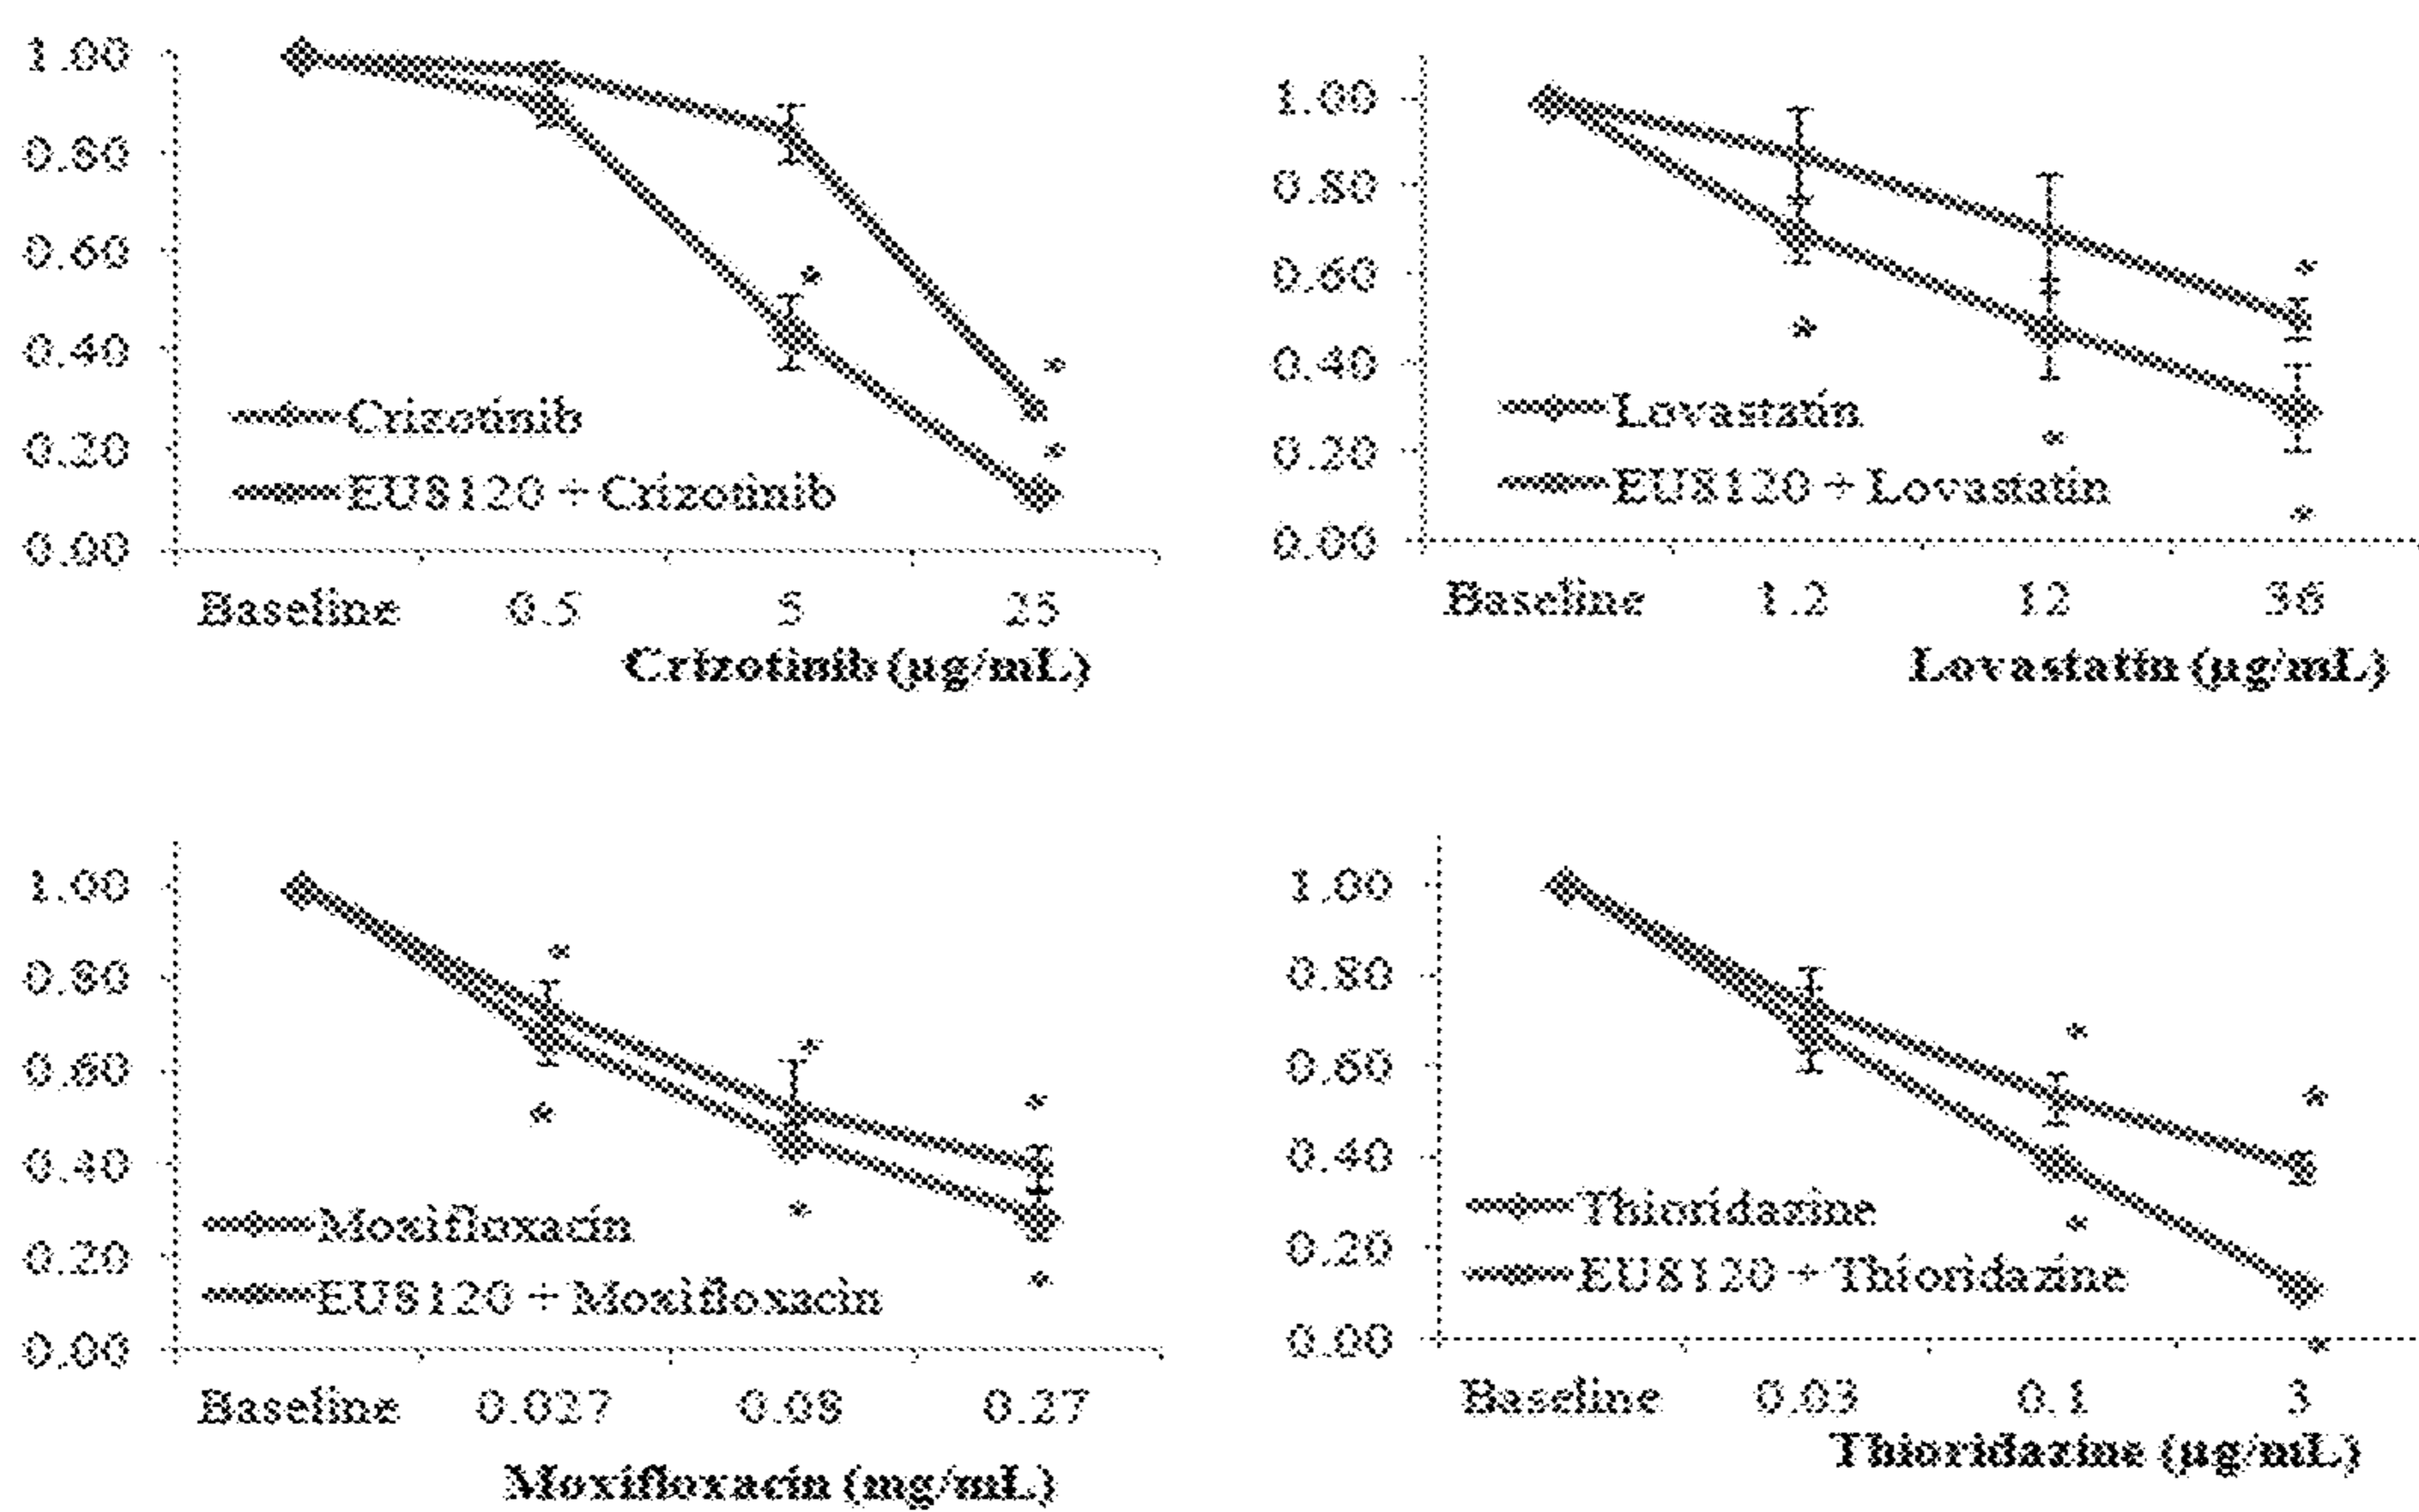 1.00
0.80
0.60
0.40
0.20
0.00
Crizotinib
EU8120 + Crizotinib
Baseline 0.5 5 25
Crizotinib (µg/mL)
1.00
0.80
0.60
0.40
0.20
0.00
Lovastatin
EU8120 + Lovastatin
Baseline 1.2 12 36
Lovastatin (µg/mL)
1.00
0.80
0.60
0.40
0.20
0.00
Moxifloxacin
EU8120 + Moxifloxacin
Baseline 0.027 0.08 0.27
Moxifloxacin (mg/mL)
1.00
0.80
0.60
0.40
0.20
0.00
Thioridazine
EU8120 + Thioridazine
Baseline 0.03 0.1 3
Thioridazine (µg/mL)